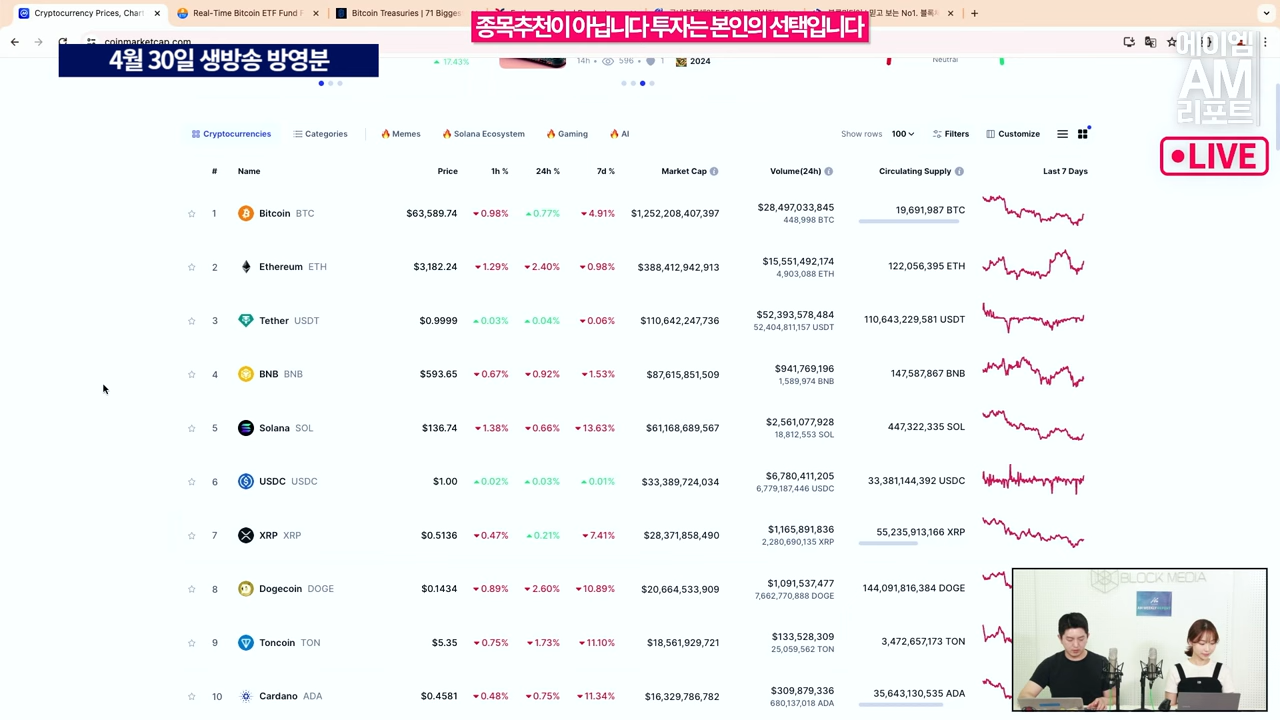 Cryptocurrency Prices, Chart
Real-Time Bitcoin ETF Fund F
Bitcoin Treasuries | 71 Bigges
종목추천이 아닙니다 투자는 본인의 선택입니다
coinmarketcap.com
4월 30일 생방송 방영분
에이엠
AM
리포트
LIVE
17.43%
14h
596
1
2024
Neutral
Cryptocurrencies
Categories
Memes
Solana Ecosystem
Gaming
AI
Show rows 100
Filters
Customize
# Name Price 1h % 24h % 7d % Market Cap Volume(24h) Circulating Supply Last 7 Days
1 Bitcoin BTC $63,589.74 0.98% 0.77% 4.91% $1,252,208,407,397 $28,497,033,845 19,691,987 BTC
448,998 BTC
2 Ethereum ETH $3,182.24 1.29% 2.40% 0.98% $388,412,942,913 $15,551,492,174 122,056,395 ETH
4,903,088 ETH
3 Tether USDT $0.9999 0.03% 0.04% 0.06% $110,642,247,736 $52,393,578,484 110,643,229,581 USDT
52,404,811,157 USDT
4 BNB BNB $593.65 0.67% 0.92% 1.53% $87,615,851,509 $941,769,196 147,587,867 BNB
1,589,974 BNB
5 Solana SOL $136.74 1.38% 0.66% 13.63% $61,168,689,567 $2,561,077,928 447,322,335 SOL
18,812,553 SOL
6 USDC USDC $1.00 0.02% 0.03% 0.01% $33,389,724,034 $6,780,411,205 33,381,144,392 USDC
6,779,187,446 USDC
7 XRP XRP $0.5136 0.47% 0.21% 7.41% $28,371,858,490 $1,165,891,836 55,235,913,166 XRP
2,280,690,135 XRP
8 Dogecoin DOGE $0.1434 0.89% 2.60% 10.89% $20,664,533,909 $1,091,537,477 144,091,816,384 DOGE
7,662,770,888 DOGE
9 Toncoin TON $5.35 0.75% 1.73% 11.10% $18,561,929,721 $133,528,309 3,472,657,173 TON
25,059,562 TON
10 Cardano ADA $0.4581 0.48% 0.75% 11.34% $16,329,786,782 $309,879,336 35,643,130,535 ADA
680,137,018 ADA
BLOCK MEDIA